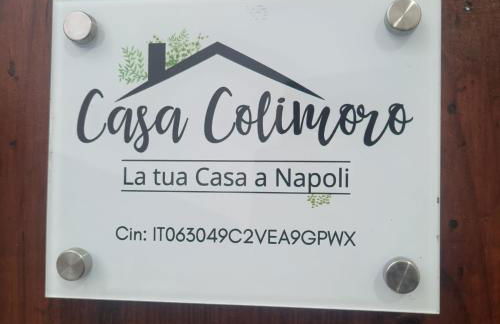 Casa Colimoro
La tua Casa a Napoli
Cin: IT063049C2VEA9GPWX